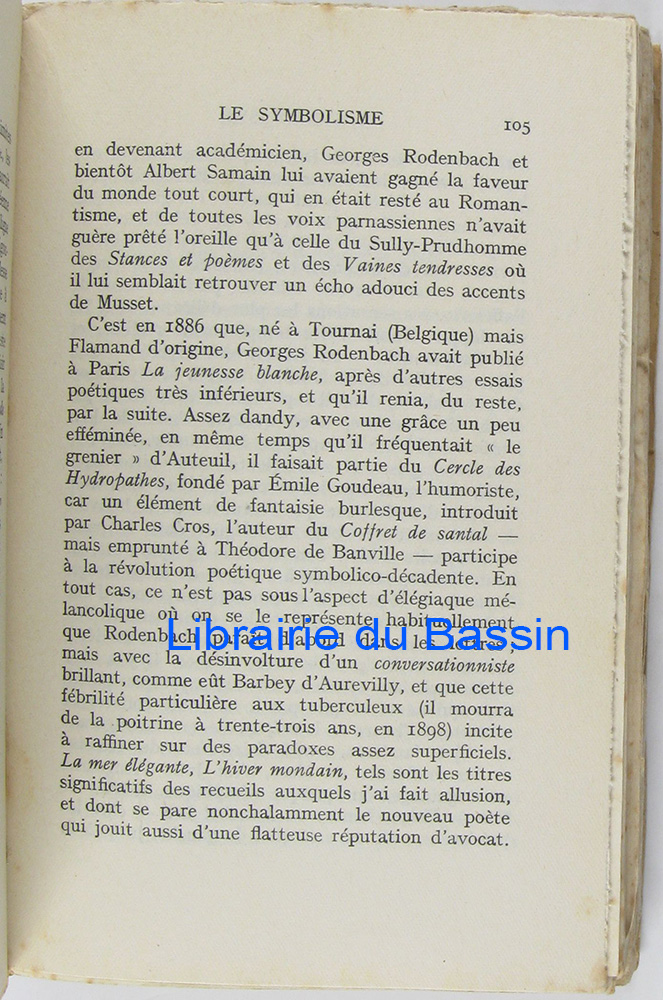 LE SYMBOLISME
105
en devenant académicien, Georges Rodenbach et
bientôt Albert Samain lui avaient gagné la faveur
du monde tout court, qui en était resté au Roman-
tisme, et de toutes les voix parnassiennes n'avait
guère prêté l'oreille qu'à celle du Sully-Prudhomme
des Stances et poèmes et des Vaines tendresses où
il lui semblait retrouver un écho adouci des accents
de Musset.
C'est en 1886 que, né à Tournai (Belgique) mais
Flamand d'origine, Georges Rodenbach avait publié
à Paris La jeunesse blanche, après d'autres essais
poétiques très inférieurs, et qu'il renia, du reste,
par la suite. Assez dandy, avec une grâce un peu
efféminée, en même temps qu'il fréquentait « le
grenier » d'Auteuil, il faisait partie du Cercle des
Hydropathes, fondé par Émile Goudeau, l'humoriste,
car un élément de fantaisie burlesque, introduit
par Charles Cros, l'auteur du Coffret de santal —
mais emprunté à Théodore de Banville — participe
à la révolution poétique symbolico-décadente. En
tout cas, ce n'est pas sous l'aspect d'élégiaque mé-
lancolique où on se le représente habituellement
que Rodenbach paraît d'abord dans les lettres,
mais avec la désinvolture d'un conversationniste
brillant, comme eût Barbey d'Aurevilly, et que cette
fébrilité particulière aux tuberculeux (il mourra
de la poitrine à trente-trois ans, en 1898) incite
à raffiner sur des paradoxes assez superficiels.
La mer élégante, L'hiver mondain, tels sont les titres
significatifs des recueils auxquels j'ai fait allusion,
et dont se pare nonchalamment le nouveau poète
qui jouit aussi d'une flatteuse réputation d'avocat.
Librairie du Bassin